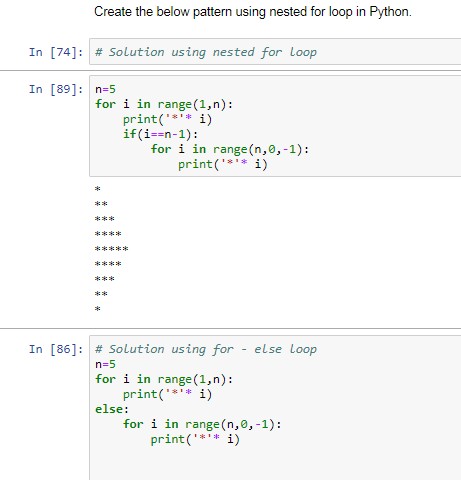 Create the below pattern using nested for loop in Python.
In [74]: # Solution using nested for loop
In [89]: n=5
for i in range(1,n):
    print('*'* i)
    if(i==n-1):
        for i in range(n,0,-1):
            print('*'* i)
*
**
***
****
*****
****
***
**
*
In [86]: # Solution using for - else loop
n=5
for i in range(1,n):
    print('*'* i)
else:
    for i in range(n,0,-1):
        print('*'* i)